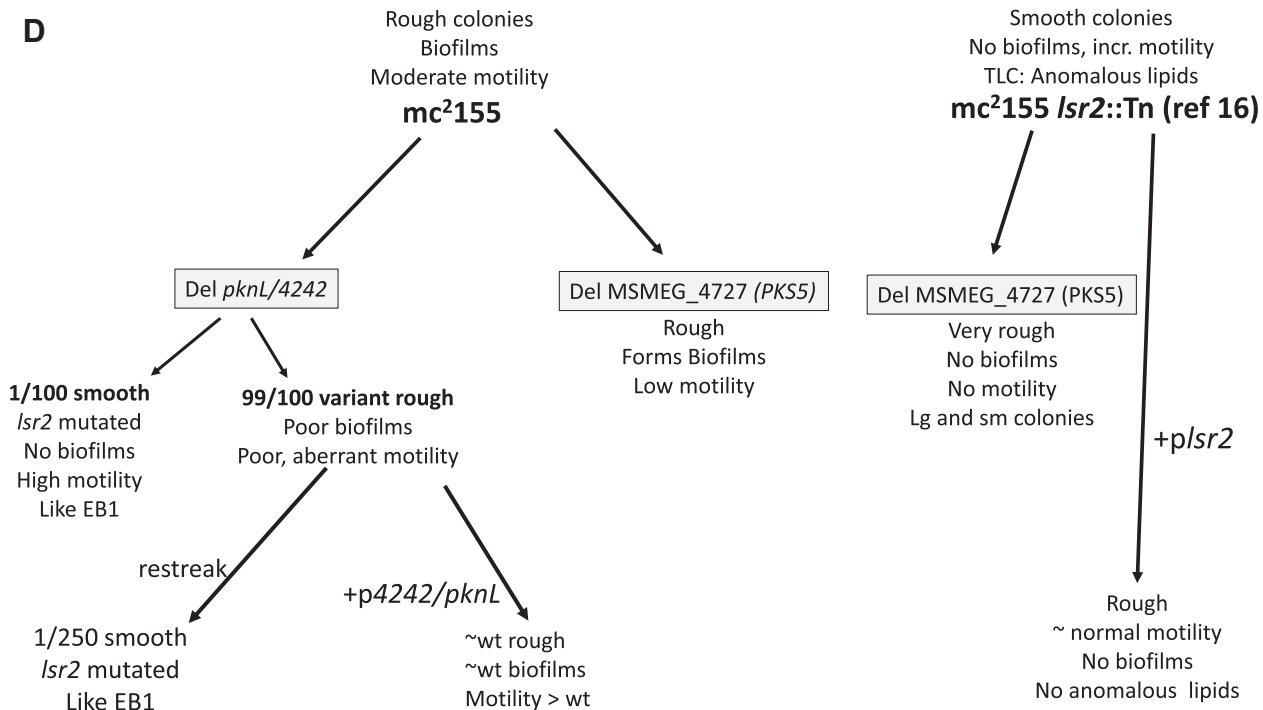 D
Rough colonies
Biofilms
Moderate motility
mc²155
Smooth colonies
No biofilms, incr. motility
TLC: Anomalous lipids
mc²155 lsr2::Tn (ref 16)
Del pknL/4242
Del MSMEG_4727 (PKS5)
Rough
Forms Biofilms
Low motility
Del MSMEG_4727 (PKS5)
Very rough
No biofilms
No motility
Lg and sm colonies
1/100 smooth
lsr2 mutated
No biofilms
High motility
Like EB1
99/100 variant rough
Poor biofilms
Poor, aberrant motility
+plsr2
restreak
+p4242/pknL
1/250 smooth
lsr2 mutated
Like EB1
~wt rough
~wt biofilms
Motility > wt
Rough
~ normal motility
No biofilms
No anomalous lipids